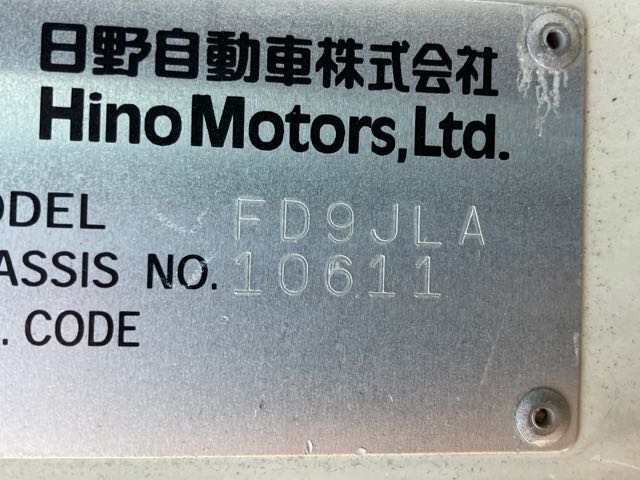 日野自動車株式会社
Hino Motors,Ltd.
ODEL FD9JLA
ASSIS NO. 10611
. CODE